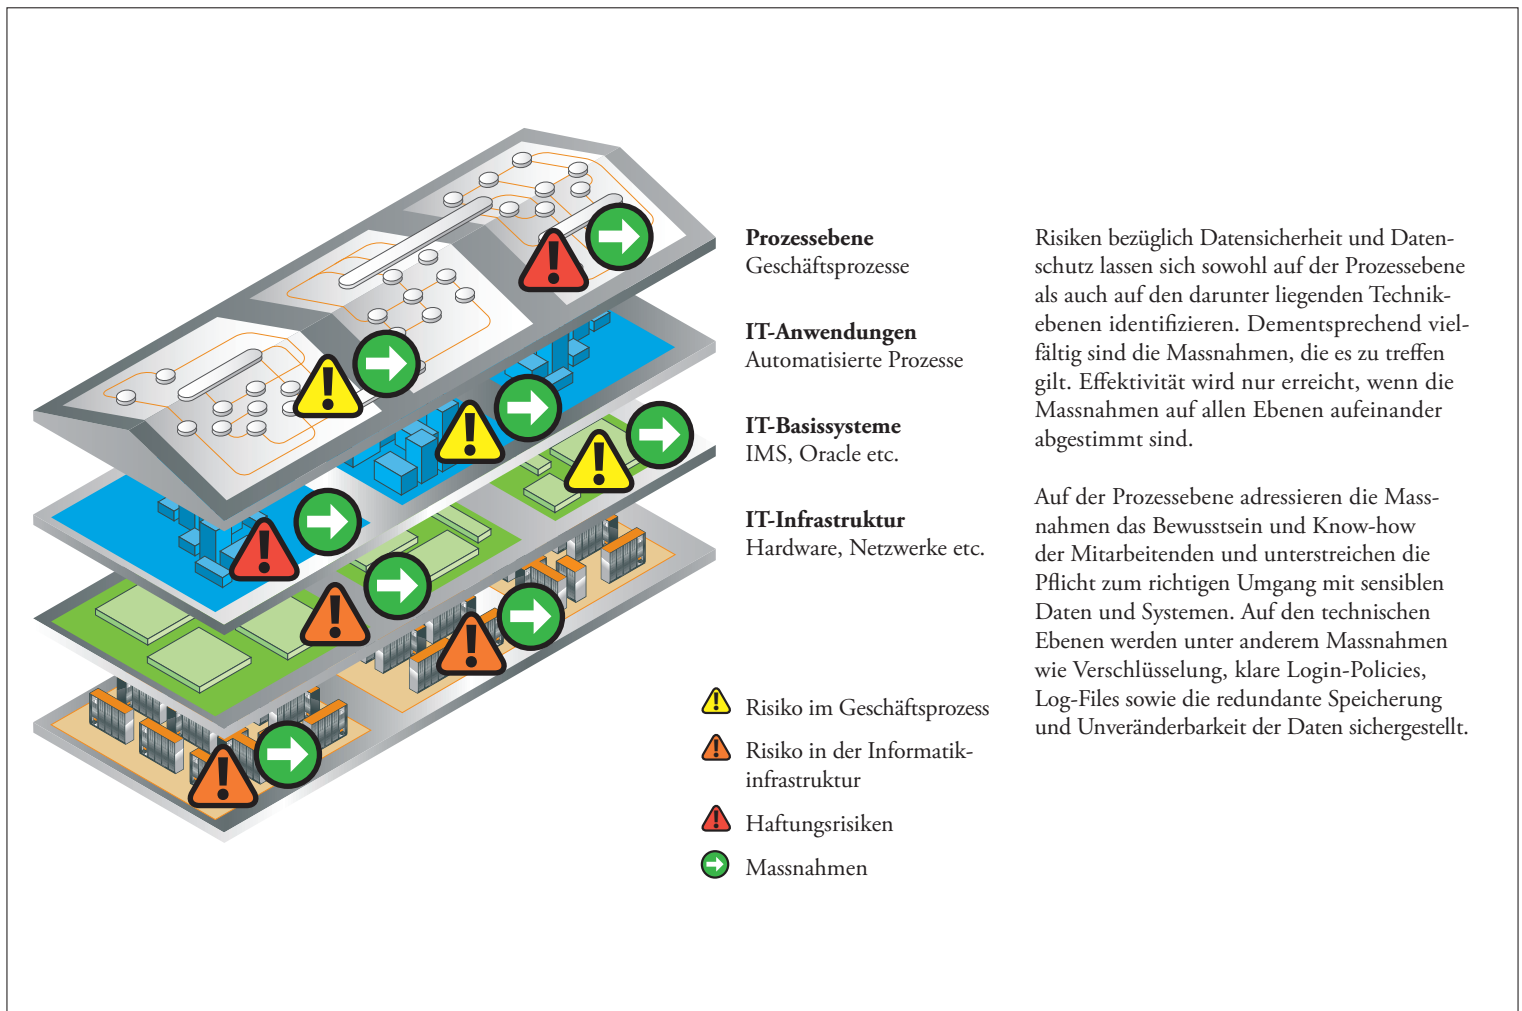 Prozessebene
Geschäftsprozesse
IT-Anwendungen
Automatisierte Prozesse
IT-Basissysteme
IMS, Oracle etc.
IT-Infrastruktur
Hardware, Netzwerke etc.
Risiko im Geschäftsprozess
Risiko in der Informatik-
infrastruktur
Haftungsrisiken
Massnahmen
Risiken bezüglich Datensicherheit und Daten-
schutz lassen sich sowohl auf der Prozessebene
als auch auf den darunter liegenden Technik-
ebenen identifizieren. Dementsprechend viel-
fältig sind die Massnahmen, die es zu treffen
gilt. Effektivität wird nur erreicht, wenn die
Massnahmen auf allen Ebenen aufeinander
abgestimmt sind.
Auf der Prozessebene adressieren die Mass-
nahmen das Bewusstsein und Know-how
der Mitarbeitenden und unterstreichen die
Pflicht zum richtigen Umgang mit sensiblen
Daten und Systemen. Auf den technischen
Ebenen werden unter anderem Massnahmen
wie Verschlüsselung, klare Login-Policies,
Log-Files sowie die redundante Speicherung
und Unveränderbarkeit der Daten sichergestellt.